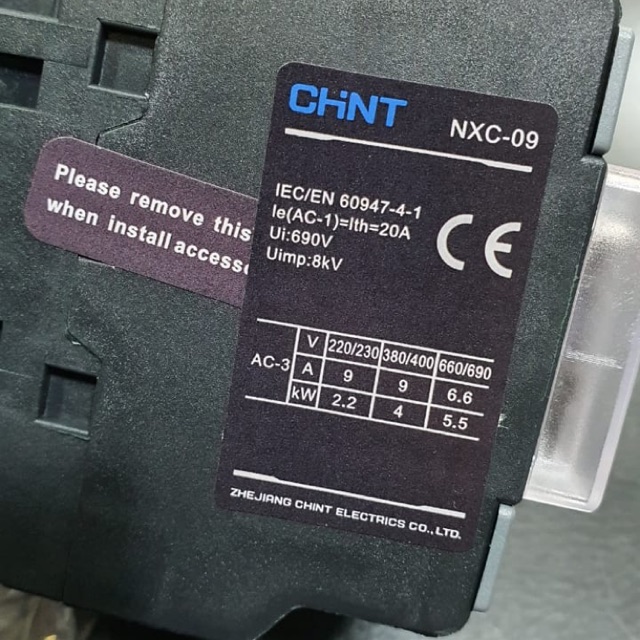 CHiNT
NXC-09
Please remove this
when install
IEC/EN 60947-4-1
Ie(AC-1)=Ith=20A
Ui:690V
Uimp:8kV
CE
AC-3
V 220/230 380/400 660/690
A 9 9 6.6
kW 2.2 4 5.5
ZHEJIANG CHINT ELECTRICS CO.,LTD.